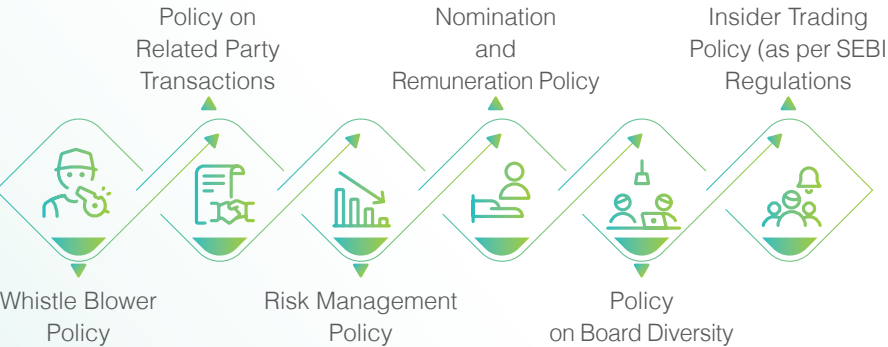 Policy on
Related Party
Transactions
Nomination
and
Remuneration Policy
Insider Trading
Policy (as per SEBI
Regulations
Whistle Blower
Policy
Risk Management
Policy
Policy
on Board Diversity